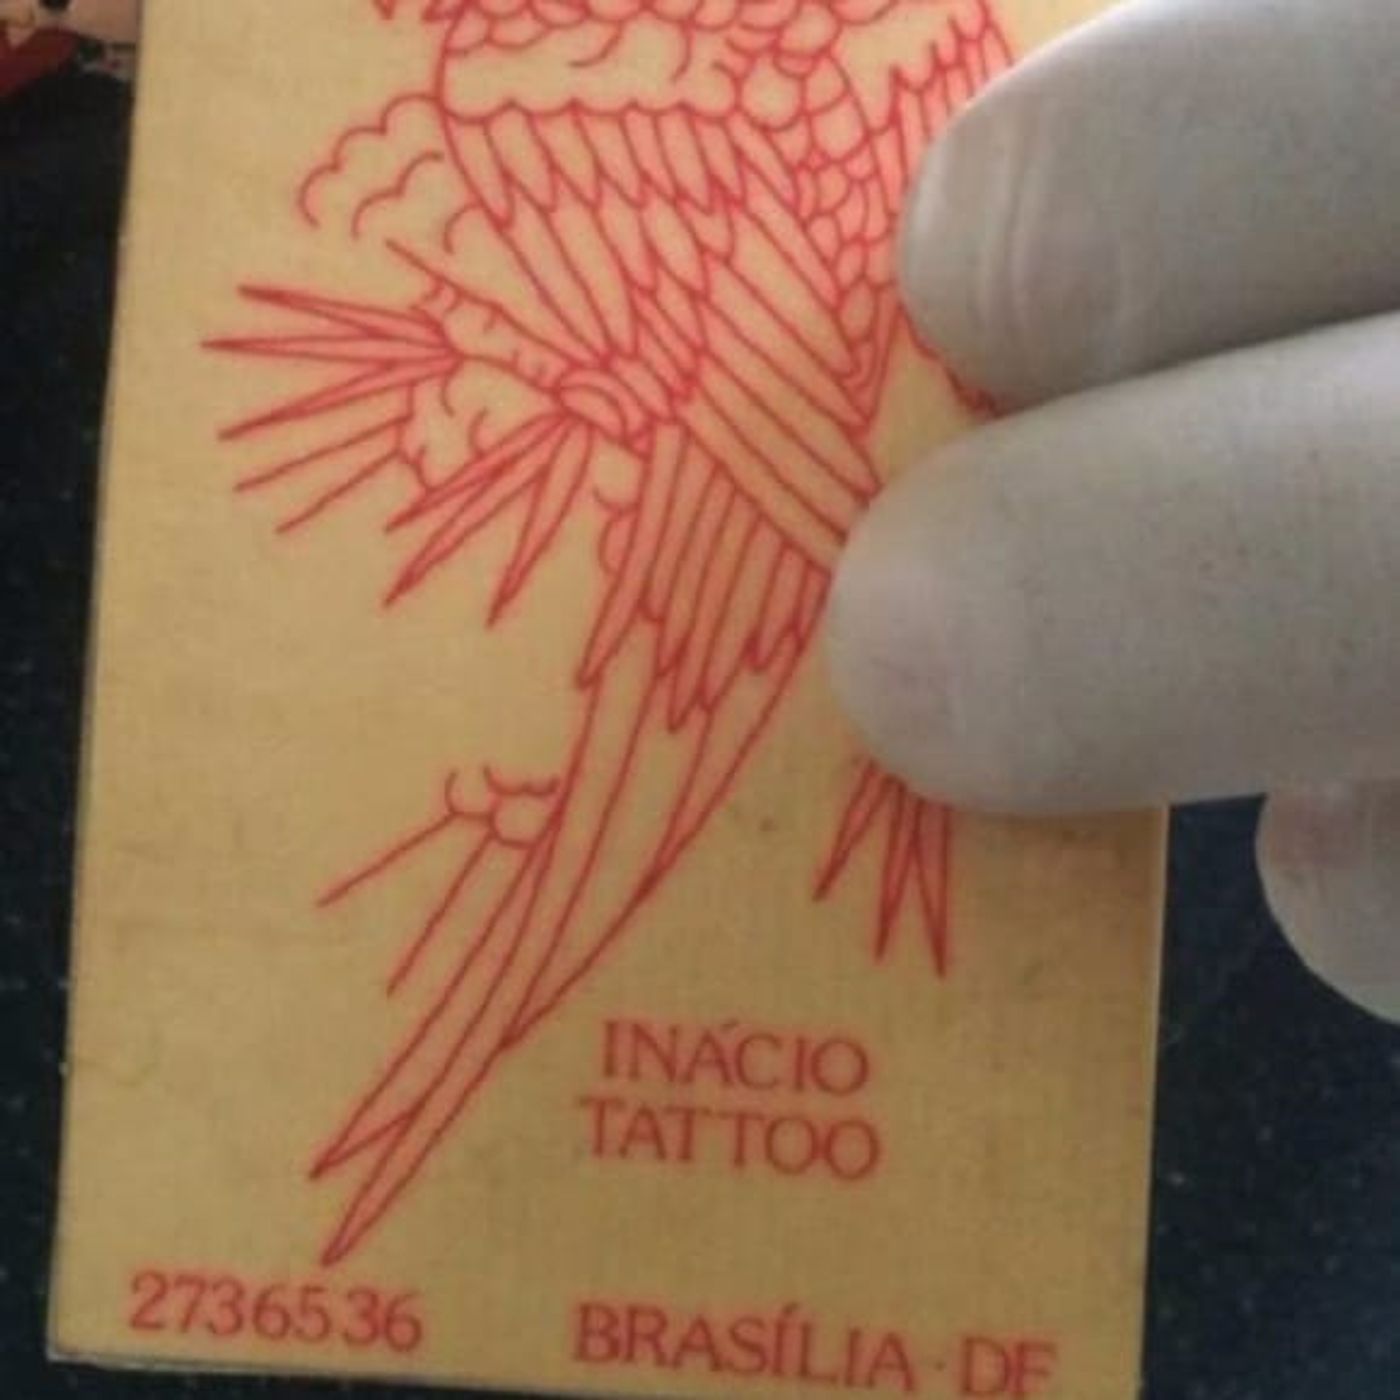 INÁCIO
TATTOO
2736536
BRASÍLIA · DF